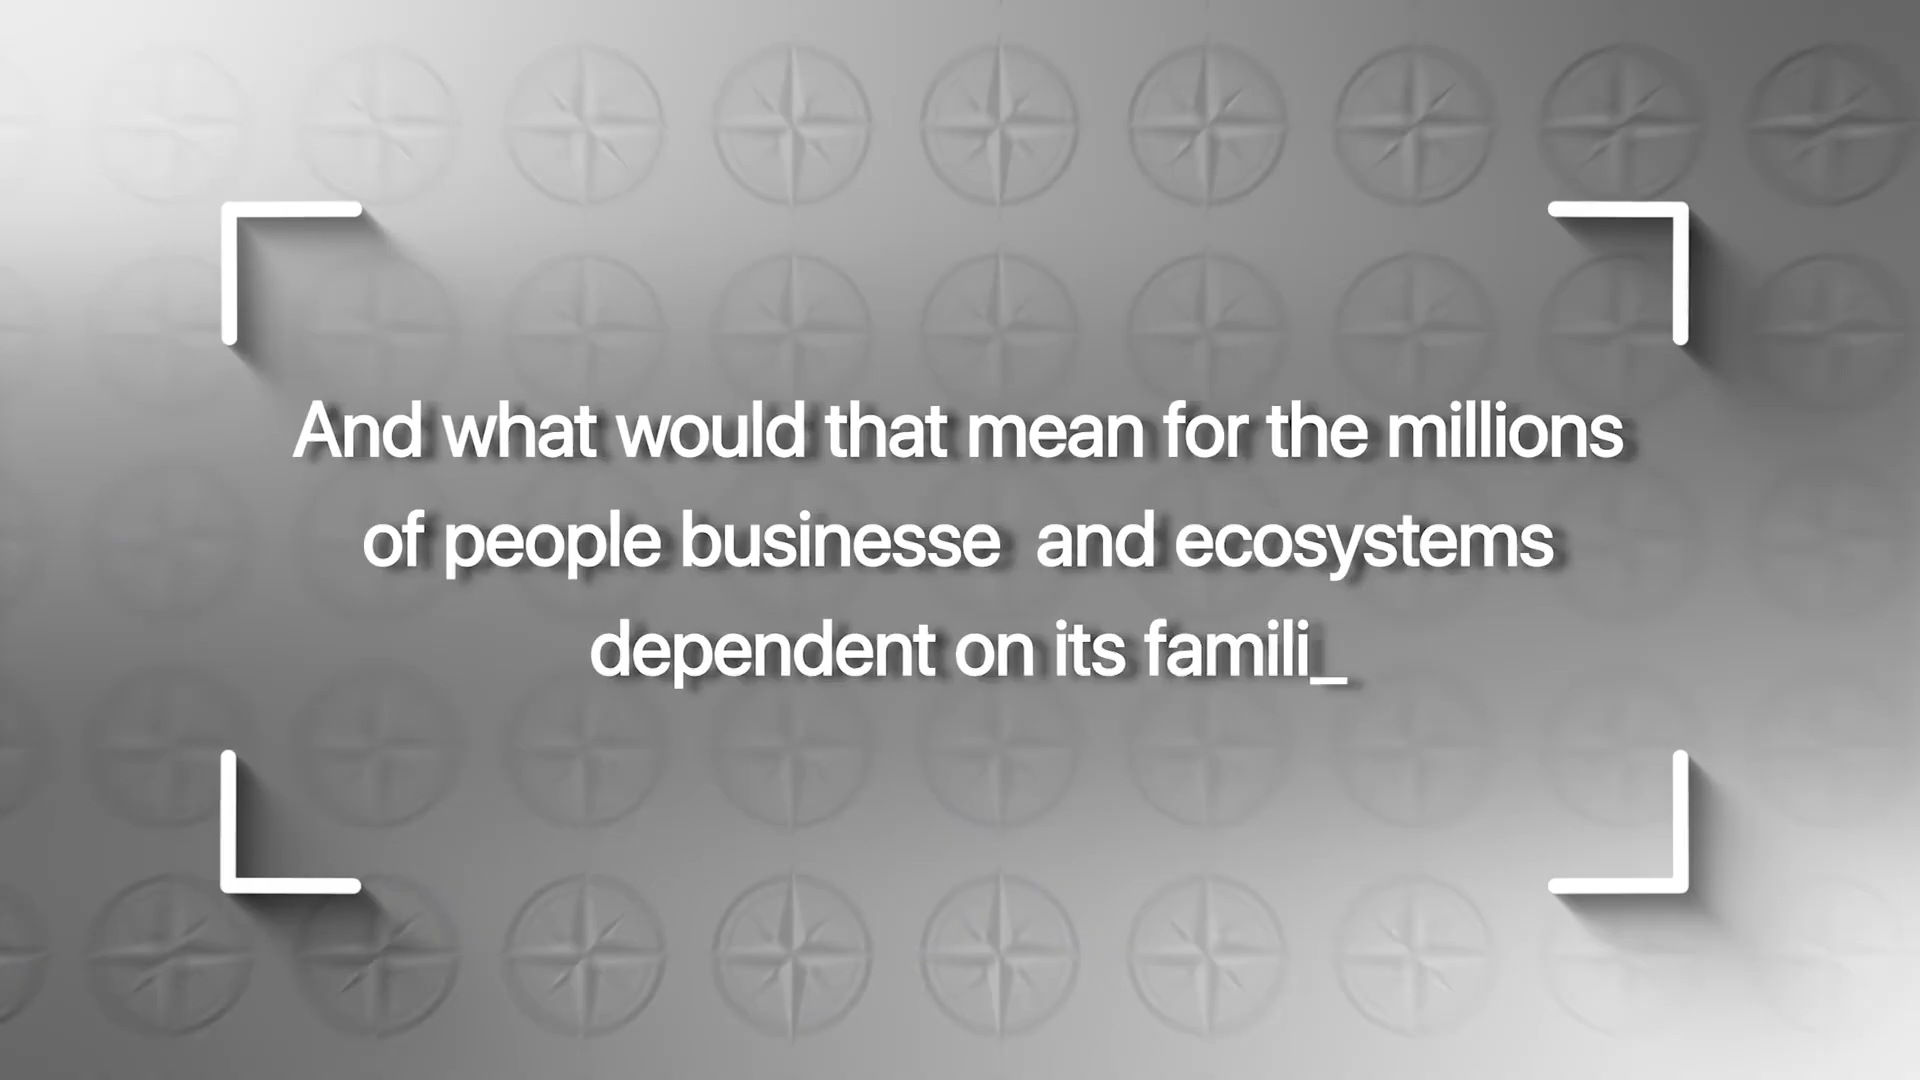 And what would that mean for the millions
of people businesse  and ecosystems
dependent on its famili_